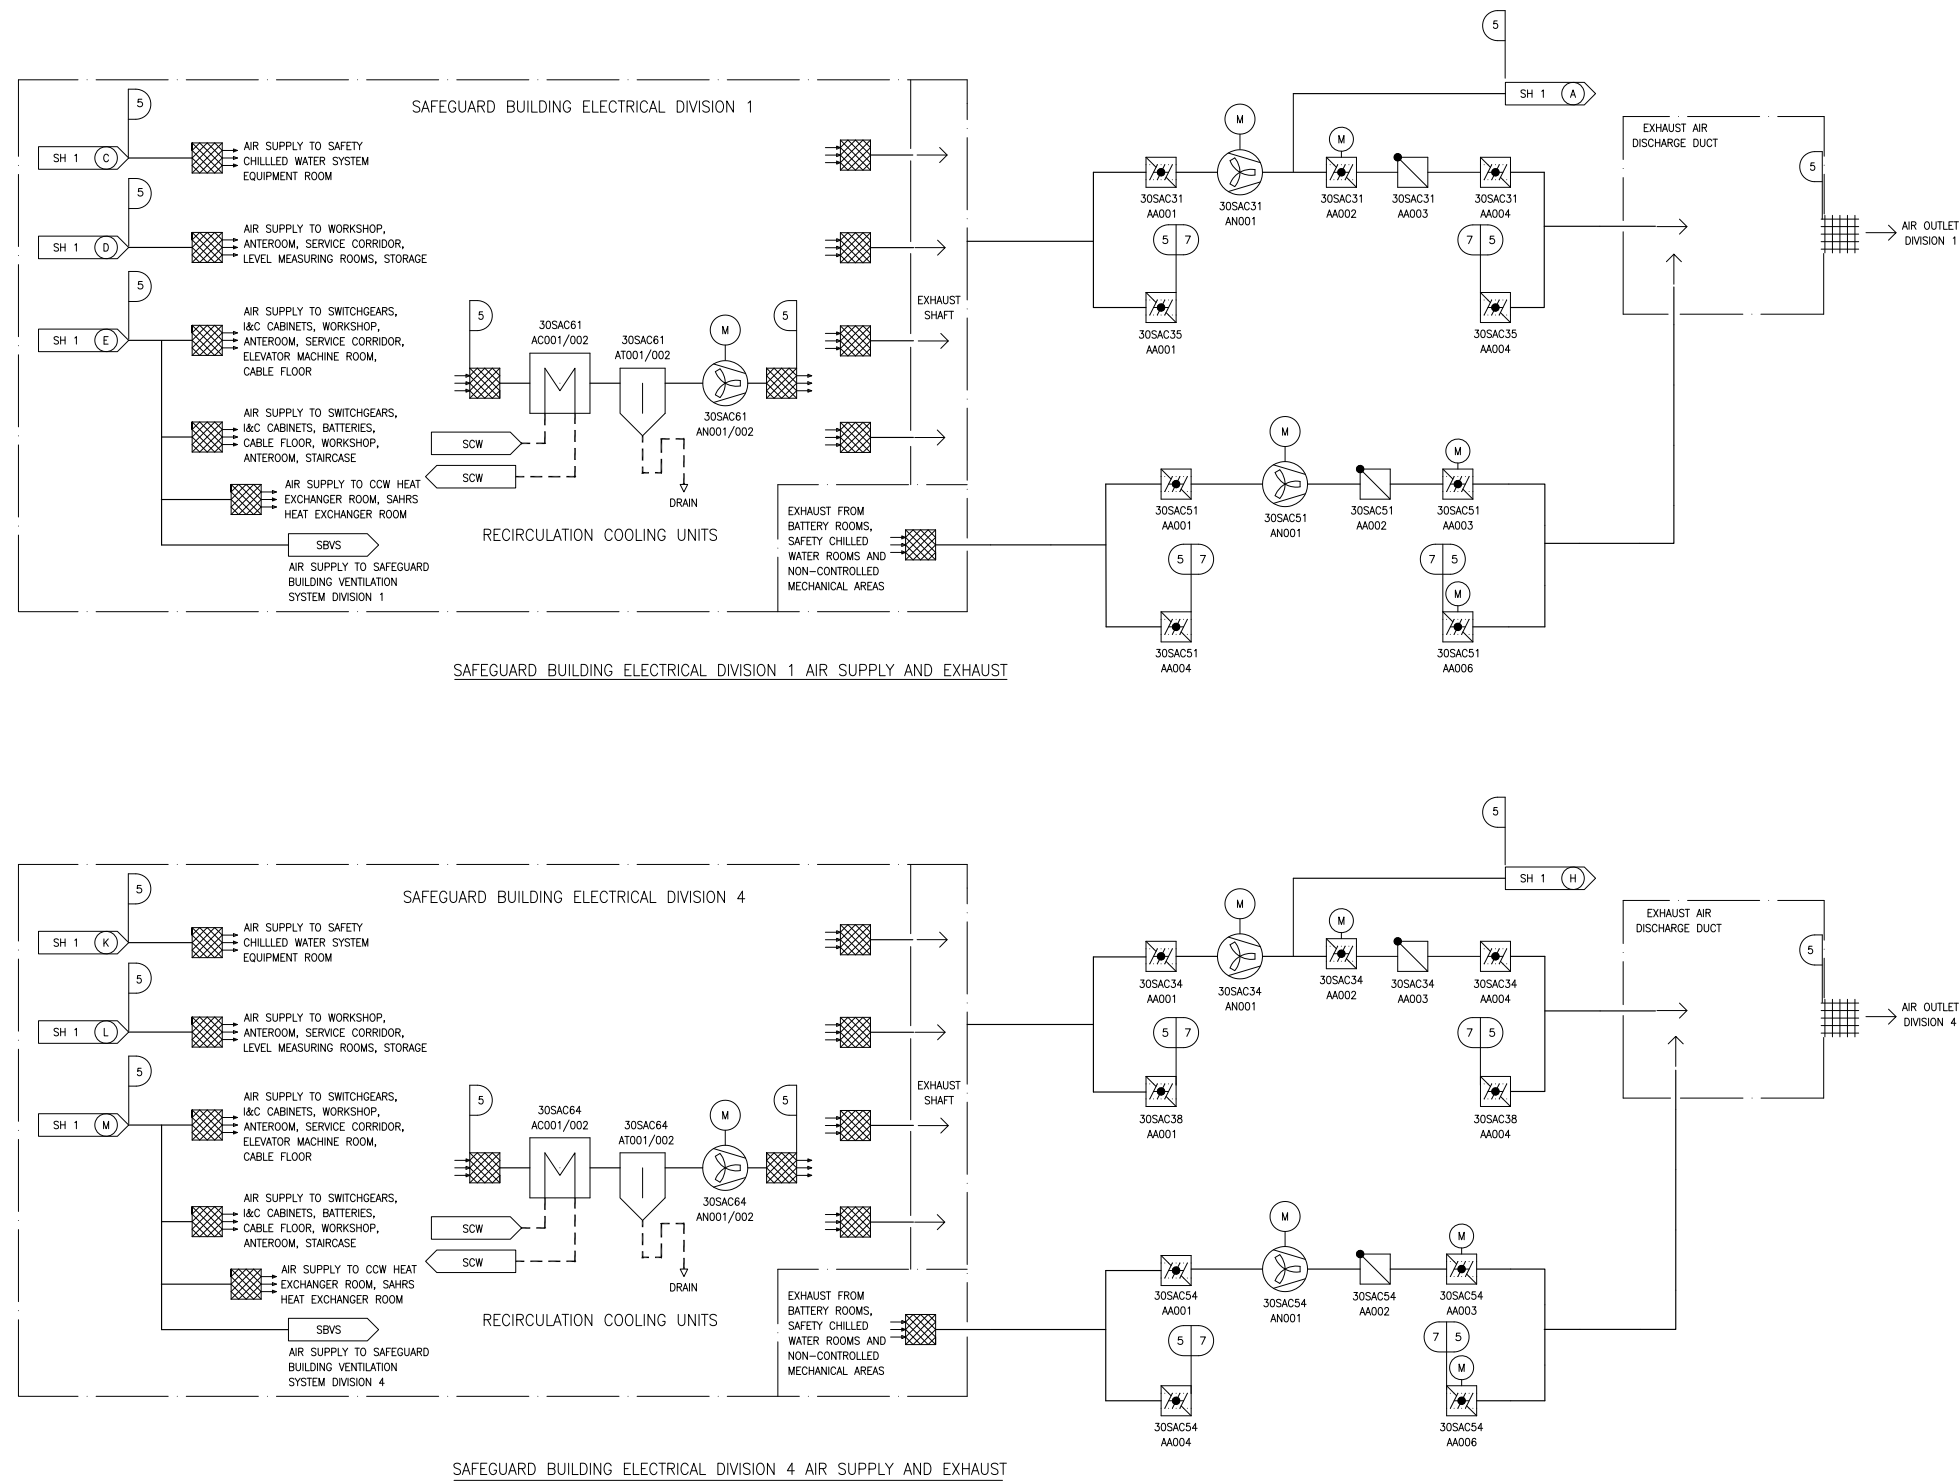 5
SH 1 A
SAFEGUARD BUILDING ELECTRICAL DIVISION 1
5
SH 1 C
AIR SUPPLY TO SAFETY
CHILLLED WATER SYSTEM
EQUIPMENT ROOM
5
SH 1 D
AIR SUPPLY TO WORKSHOP,
ANTEROOM, SERVICE CORRIDOR,
LEVEL MEASURING ROOMS, STORAGE
5
SH 1 E
AIR SUPPLY TO SWITCHGEARS,
I&C CABINETS, WORKSHOP,
ANTEROOM, SERVICE CORRIDOR,
ELEVATOR MACHINE ROOM,
CABLE FLOOR
AIR SUPPLY TO SWITCHGEARS,
I&C CABINETS, BATTERIES,
CABLE FLOOR, WORKSHOP,
ANTEROOM, STAIRCASE
AIR SUPPLY TO CCW HEAT
EXCHANGER ROOM, SAHRS
HEAT EXCHANGER ROOM
SBVS
AIR SUPPLY TO SAFEGUARD
BUILDING VENTILATION
SYSTEM DIVISION 1
5
30SAC61
AC001/002
30SAC61
AT001/002
M
5
30SAC61
AN001/002
SCW
SCW
DRAIN
RECIRCULATION COOLING UNITS
EXHAUST
SHAFT
EXHAUST FROM
BATTERY ROOMS,
SAFETY CHILLED
WATER ROOMS AND
NON-CONTROLLED
MECHANICAL AREAS
M
M
30SAC31
AA001
30SAC31
AN001
30SAC31
AA002
30SAC31
AA003
30SAC31
AA004
5 7
7 5
30SAC35
AA001
30SAC35
AA004
EXHAUST AIR
DISCHARGE DUCT
5
AIR OUTLET
DIVISION 1
M
M
30SAC51
AA001
30SAC51
AN001
30SAC51
AA002
30SAC51
AA003
5 7
7 5
M
30SAC51
AA004
30SAC51
AA006
SAFEGUARD BUILDING ELECTRICAL DIVISION 1 AIR SUPPLY AND EXHAUST
5
SH 1 H
SAFEGUARD BUILDING ELECTRICAL DIVISION 4
5
SH 1 K
AIR SUPPLY TO SAFETY
CHILLLED WATER SYSTEM
EQUIPMENT ROOM
5
SH 1 L
AIR SUPPLY TO WORKSHOP,
ANTEROOM, SERVICE CORRIDOR,
LEVEL MEASURING ROOMS, STORAGE
5
SH 1 M
AIR SUPPLY TO SWITCHGEARS,
I&C CABINETS, WORKSHOP,
ANTEROOM, SERVICE CORRIDOR,
ELEVATOR MACHINE ROOM,
CABLE FLOOR
AIR SUPPLY TO SWITCHGEARS,
I&C CABINETS, BATTERIES,
CABLE FLOOR, WORKSHOP,
ANTEROOM, STAIRCASE
AIR SUPPLY TO CCW HEAT
EXCHANGER ROOM, SAHRS
HEAT EXCHANGER ROOM
SBVS
AIR SUPPLY TO SAFEGUARD
BUILDING VENTILATION
SYSTEM DIVISION 4
5
30SAC64
AC001/002
30SAC64
AT001/002
M
5
30SAC64
AN001/002
SCW
SCW
DRAIN
RECIRCULATION COOLING UNITS
EXHAUST
SHAFT
EXHAUST FROM
BATTERY ROOMS,
SAFETY CHILLED
WATER ROOMS AND
NON-CONTROLLED
MECHANICAL AREAS
M
M
30SAC34
AA001
30SAC34
AN001
30SAC34
AA002
30SAC34
AA003
30SAC34
AA004
5 7
7 5
30SAC38
AA001
30SAC38
AA004
EXHAUST AIR
DISCHARGE DUCT
5
AIR OUTLET
DIVISION 4
M
M
30SAC54
AA001
30SAC54
AN001
30SAC54
AA002
30SAC54
AA003
5 7
7 5
M
30SAC54
AA004
30SAC54
AA006
SAFEGUARD BUILDING ELECTRICAL DIVISION 4 AIR SUPPLY AND EXHAUST